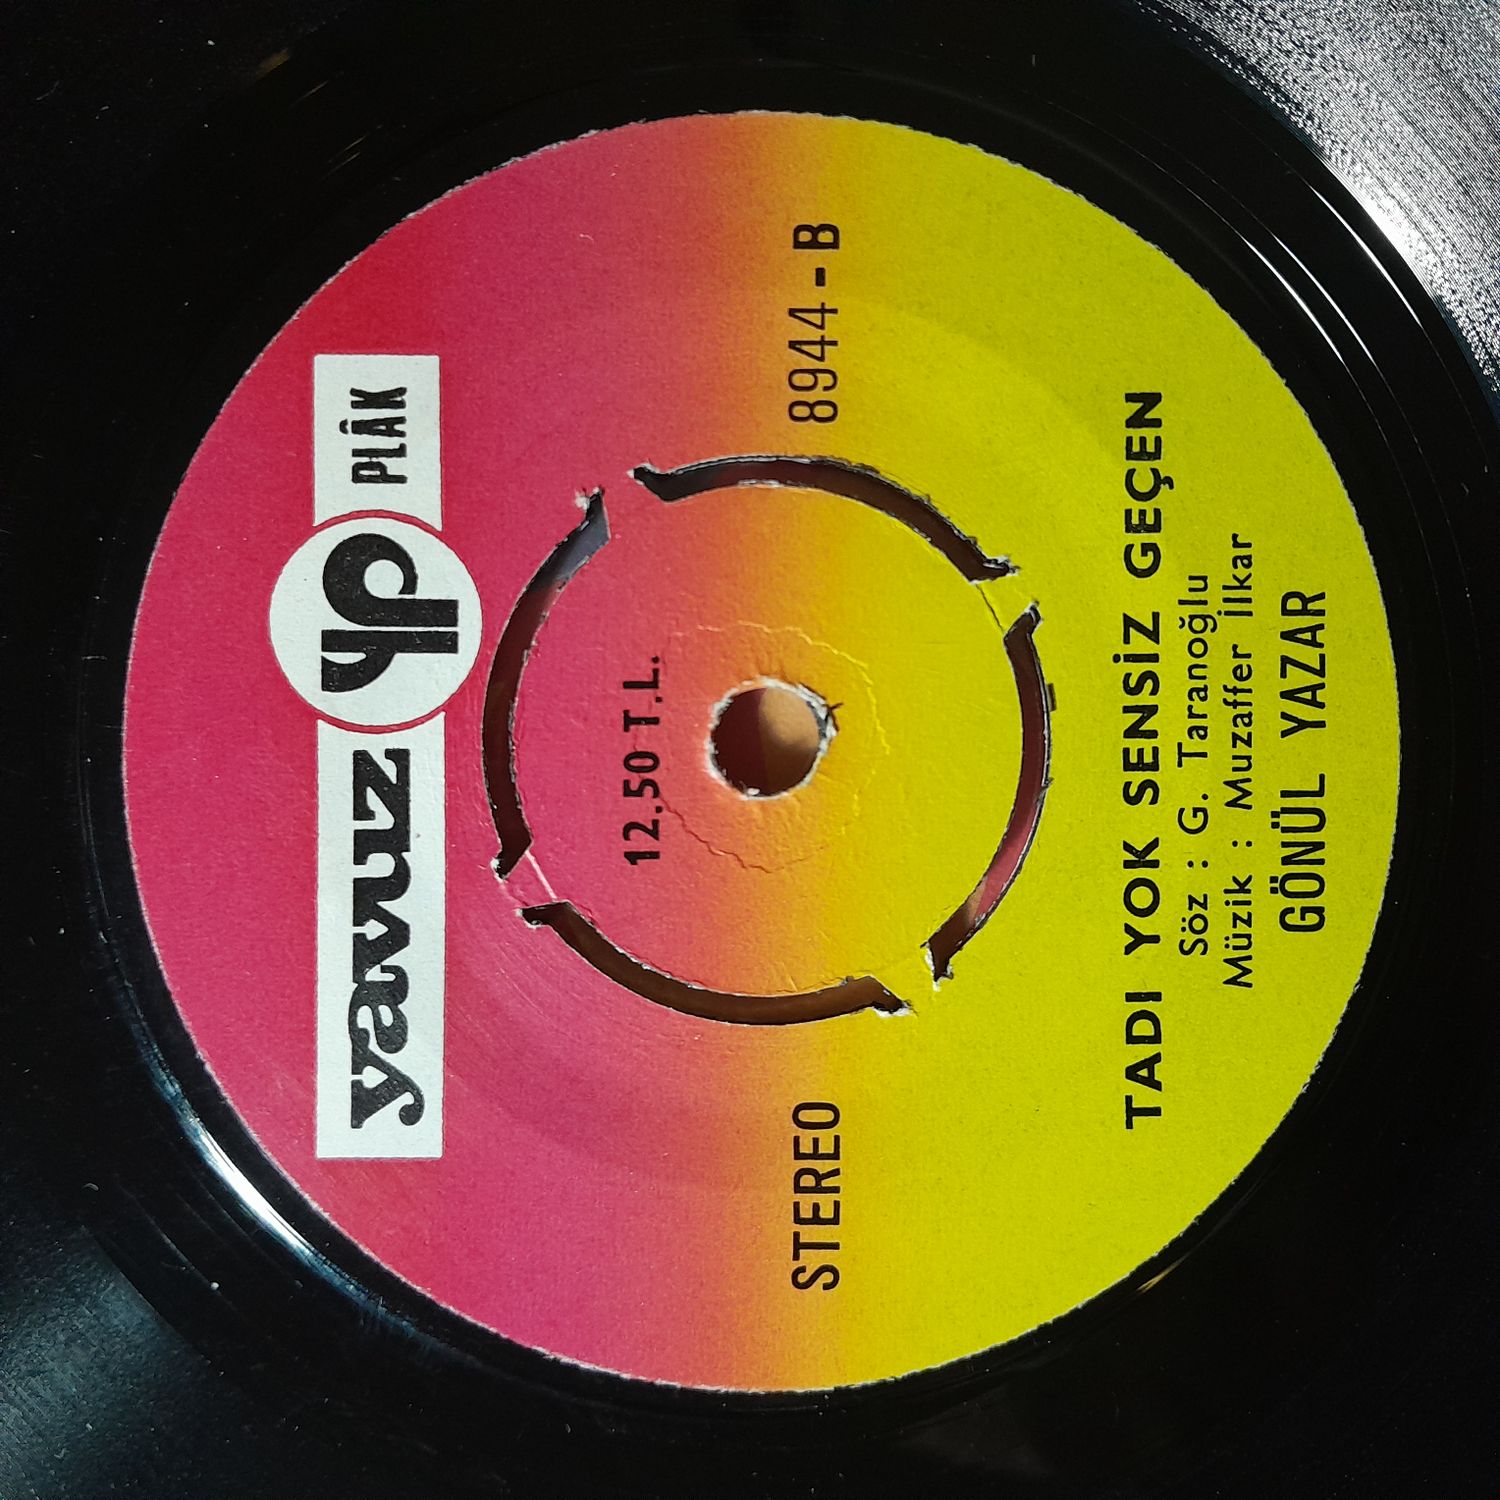 yavuz yp PLÂK
12.50 T.L.
STEREO 8944-B
TADI YOK SENSİZ GEÇEN
Söz : G. Taranoğlu
Müzik : Muzaffer İlkar
GÖNÜL YAZAR